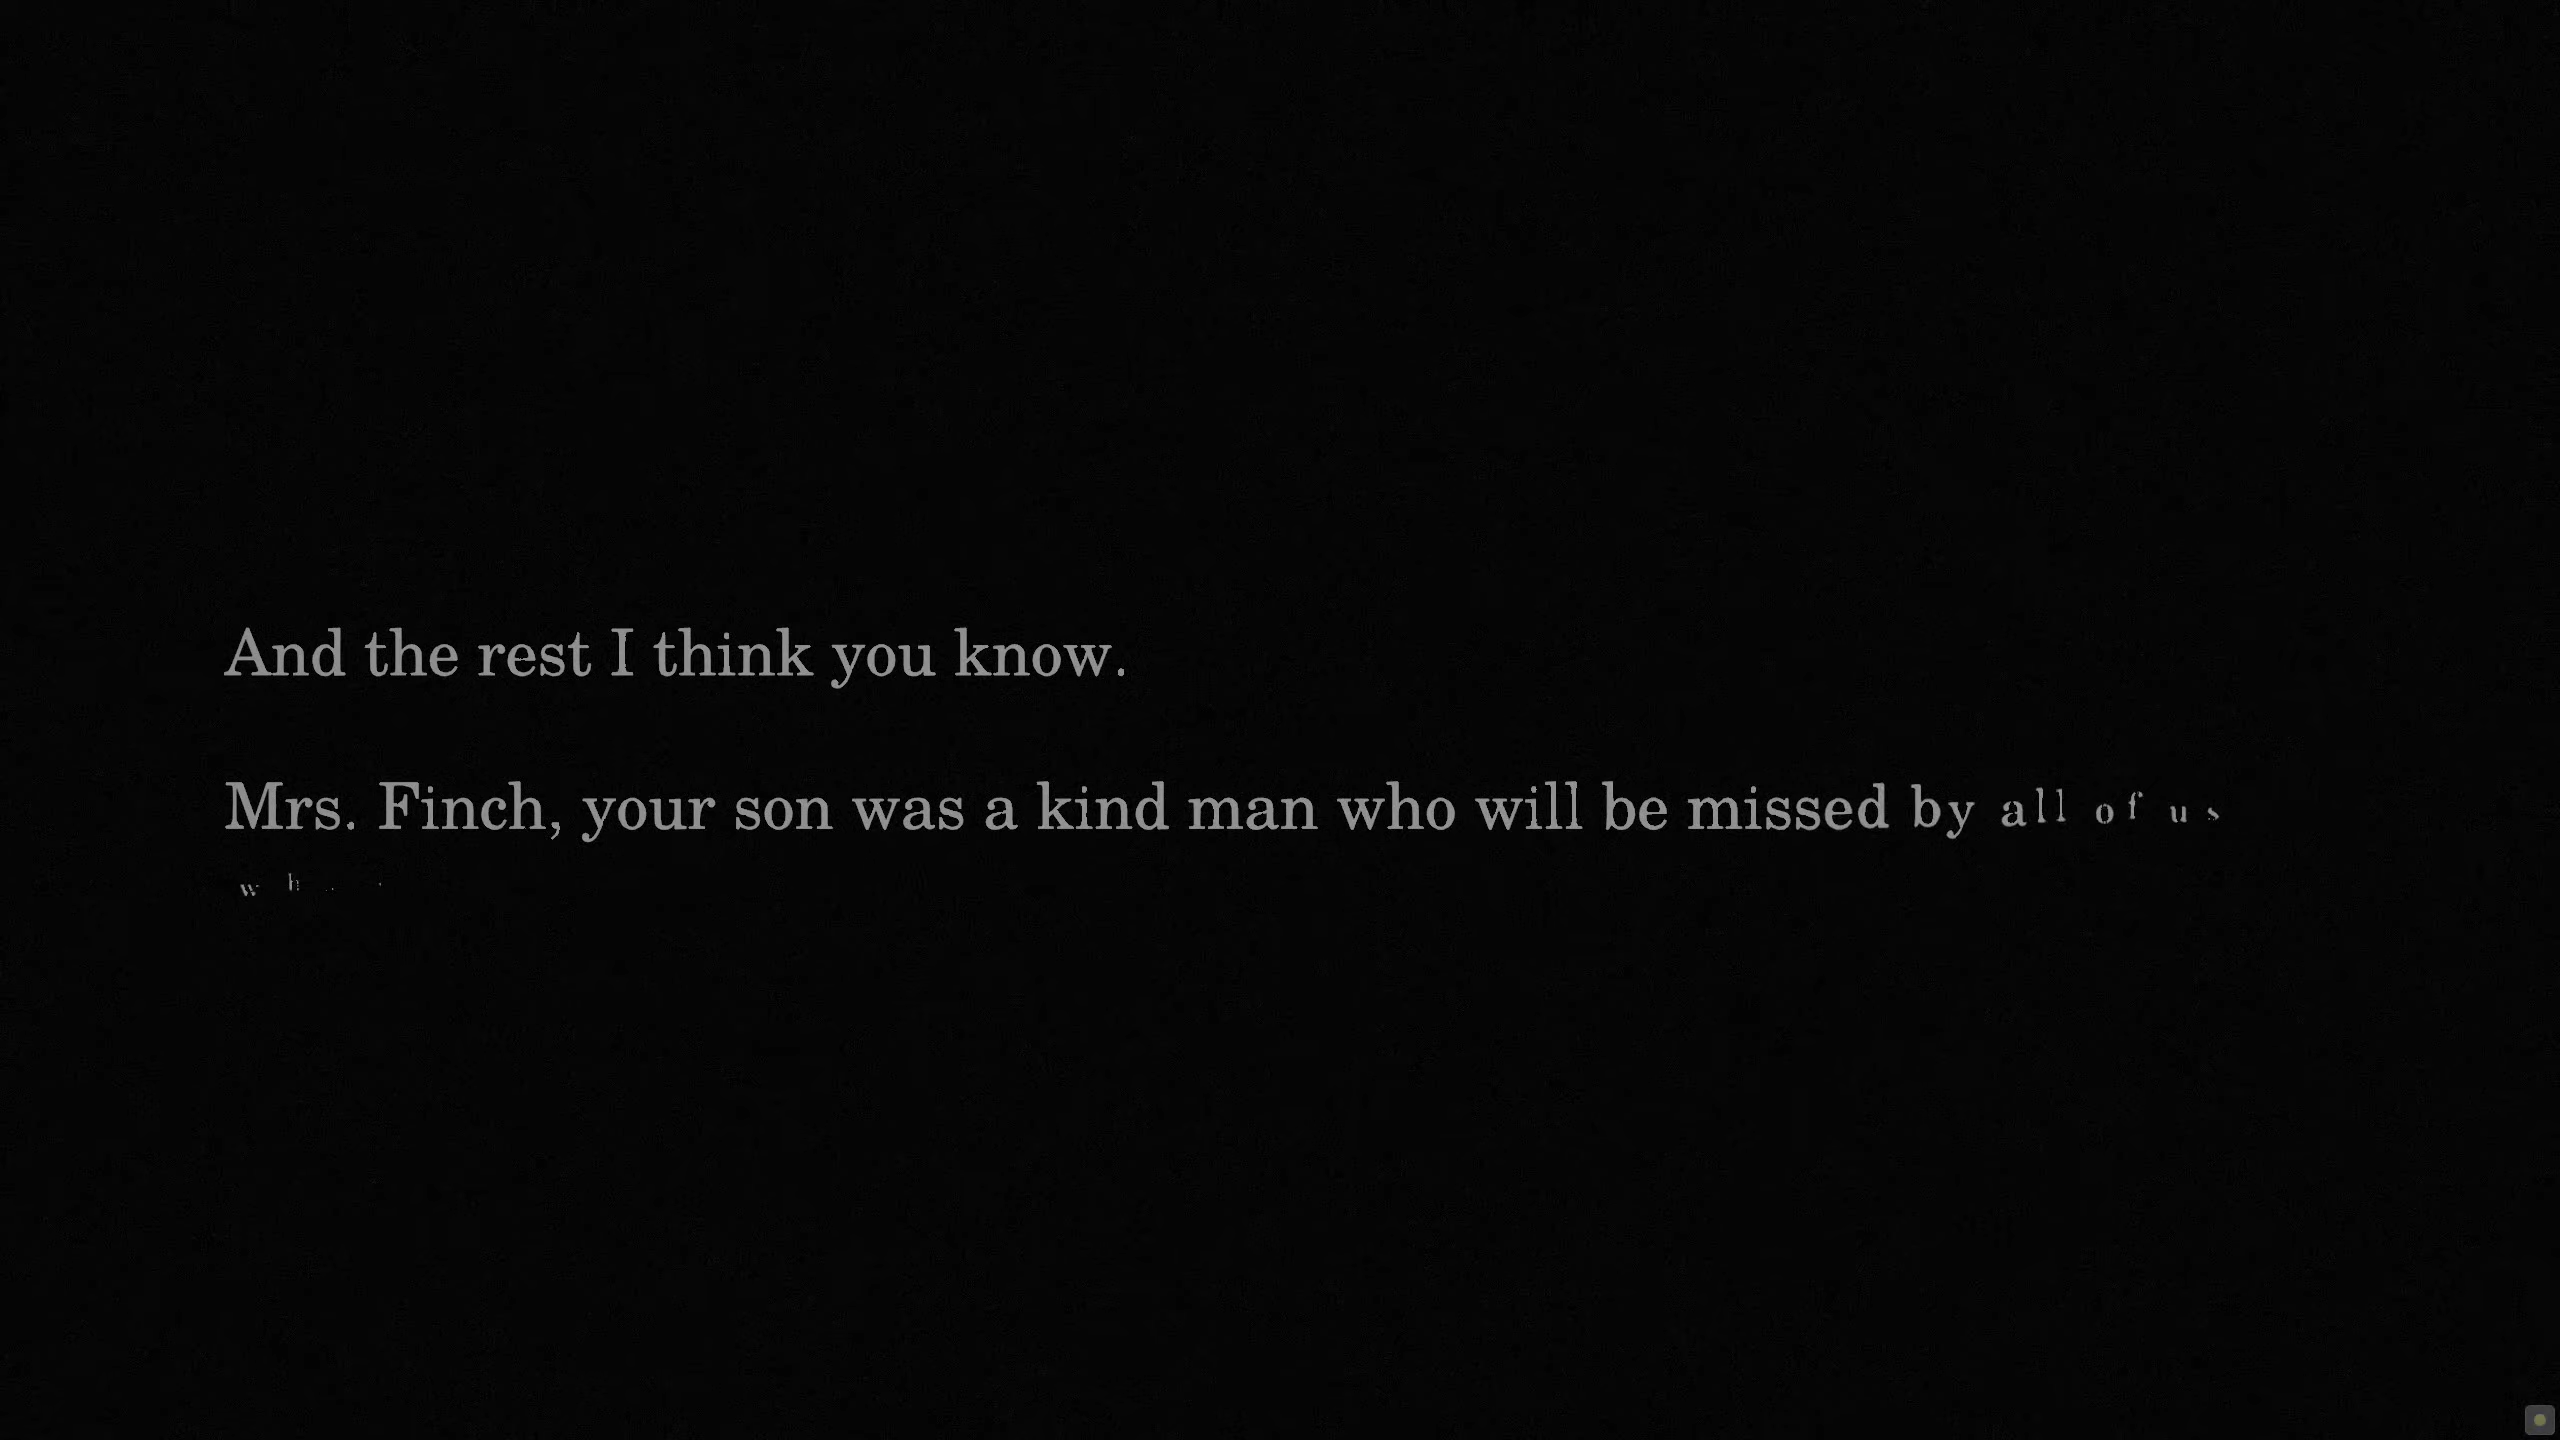 And the rest I think you know.
Mrs. Finch, your son was a kind man who will be missed by all of us